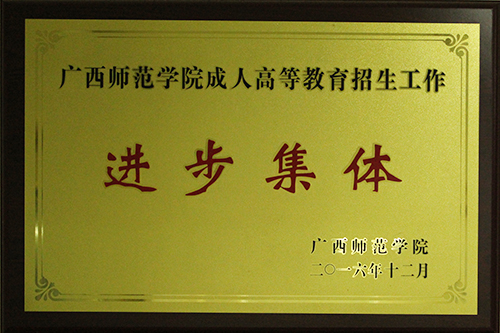 广西师范学院成人高等教育招生工作
进步集体
广西师范学院
二〇一六年十二月